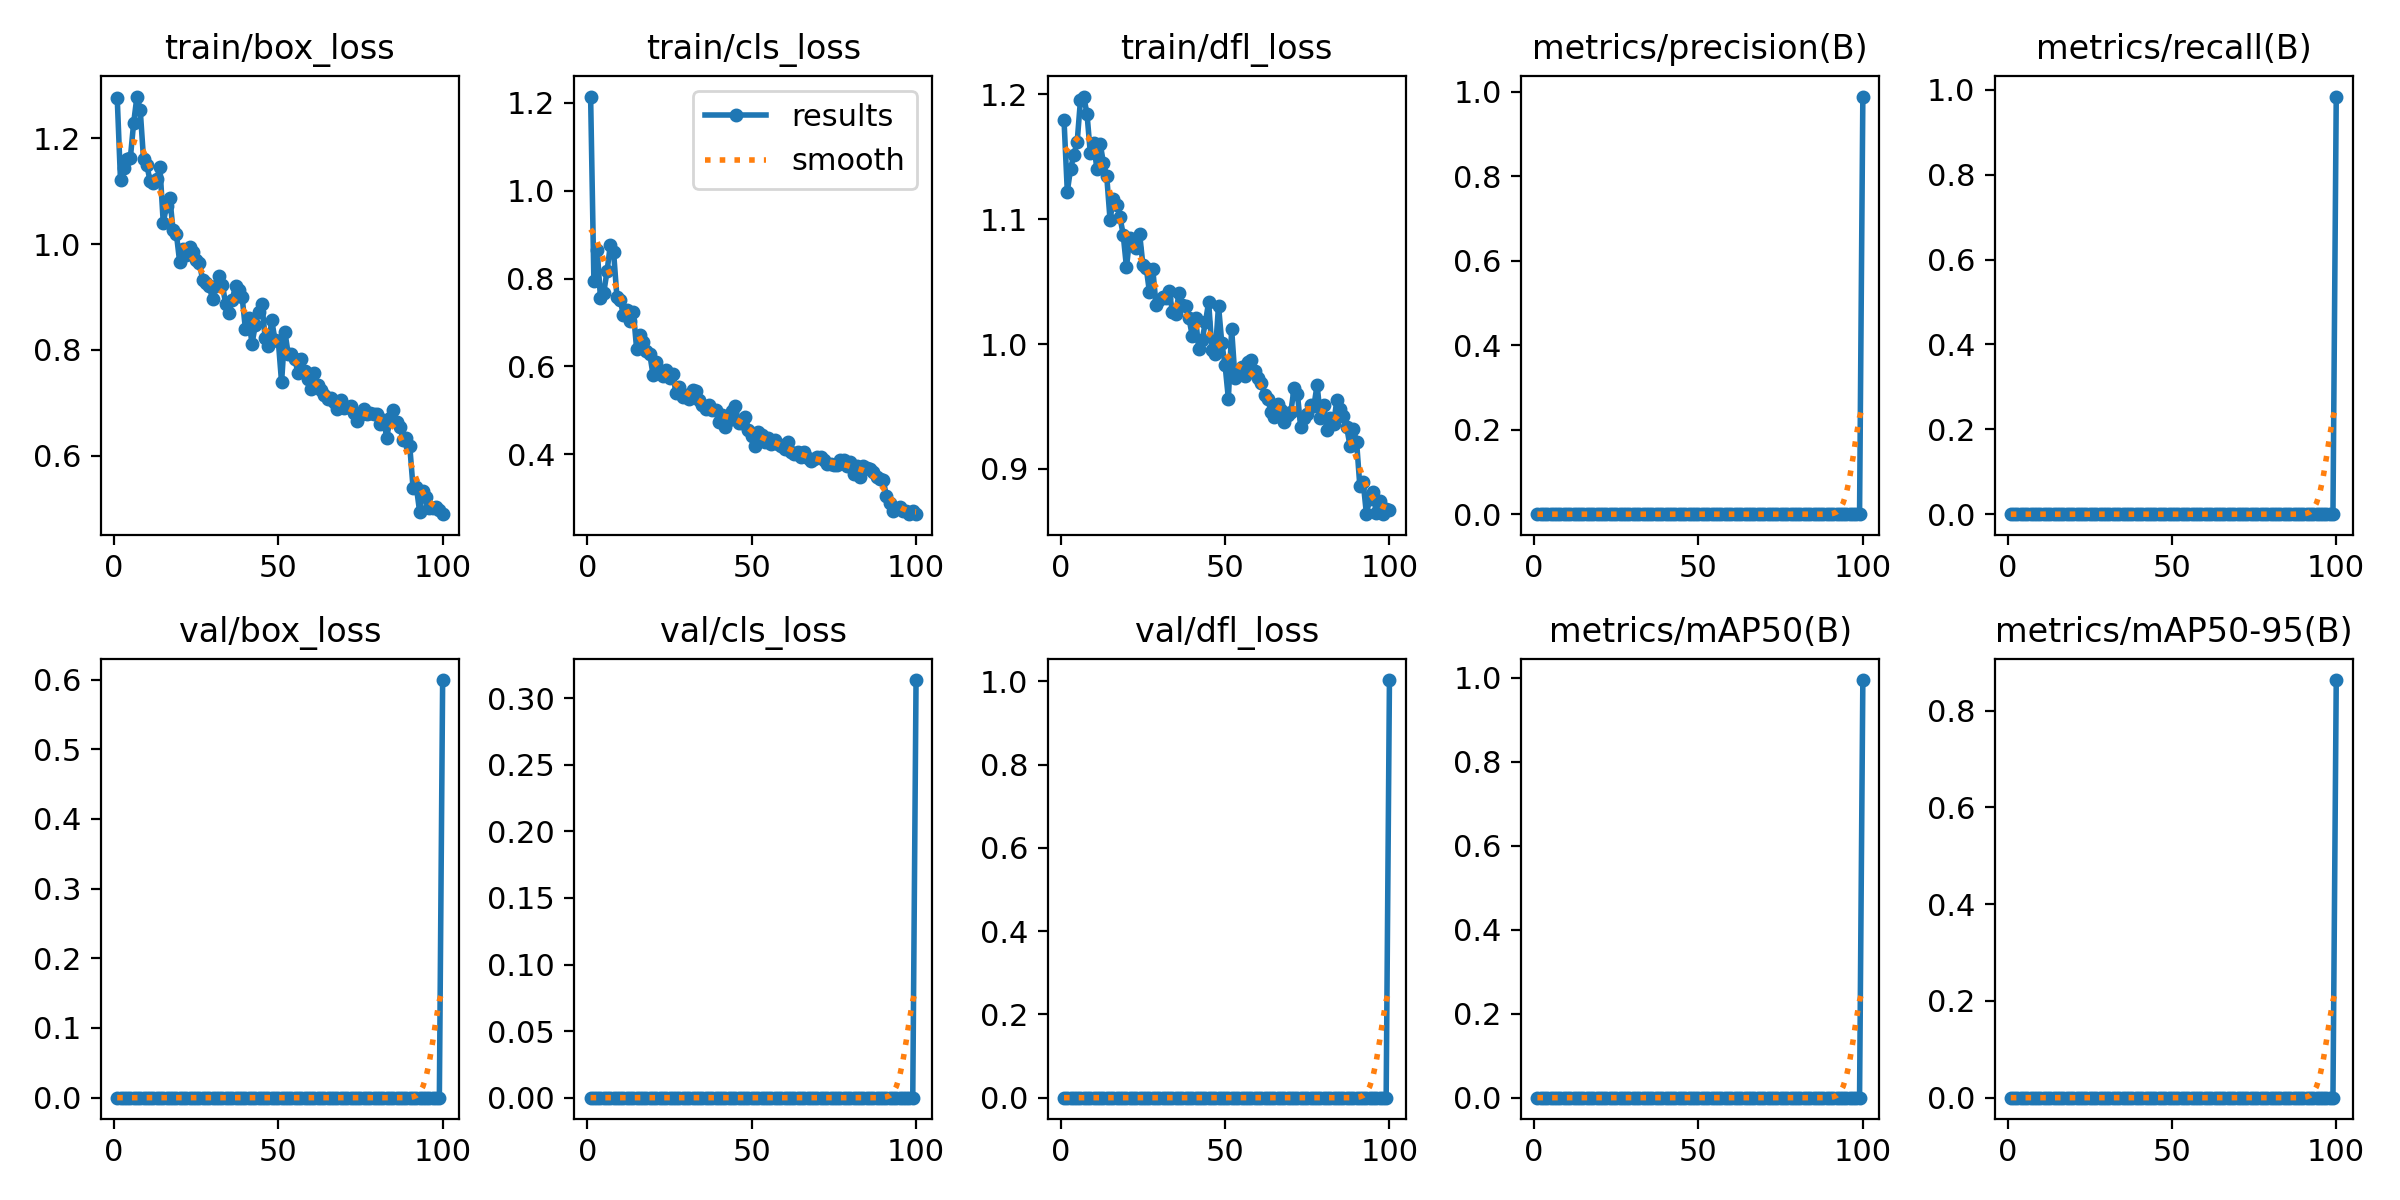 train/box_loss
train/cls_loss
train/dfl_loss
metrics/precision(B)
metrics/recall(B)
1.2
1.0
0.8
0.6
0 50 100
results
smooth
1.2
1.0
0.8
0.6
0.4
0 50 100
1.2
1.1
1.0
0.9
0 50 100
1.0
0.8
0.6
0.4
0.2
0.0
0 50 100
1.0
0.8
0.6
0.4
0.2
0.0
0 50 100
val/box_loss
val/cls_loss
val/dfl_loss
metrics/mAP50(B)
metrics/mAP50-95(B)
0.6
0.5
0.4
0.3
0.2
0.1
0.0
0 50 100
0.30
0.25
0.20
0.15
0.10
0.05
0.00
0 50 100
1.0
0.8
0.6
0.4
0.2
0.0
0 50 100
1.0
0.8
0.6
0.4
0.2
0.0
0 50 100
0.8
0.6
0.4
0.2
0.0
0 50 100